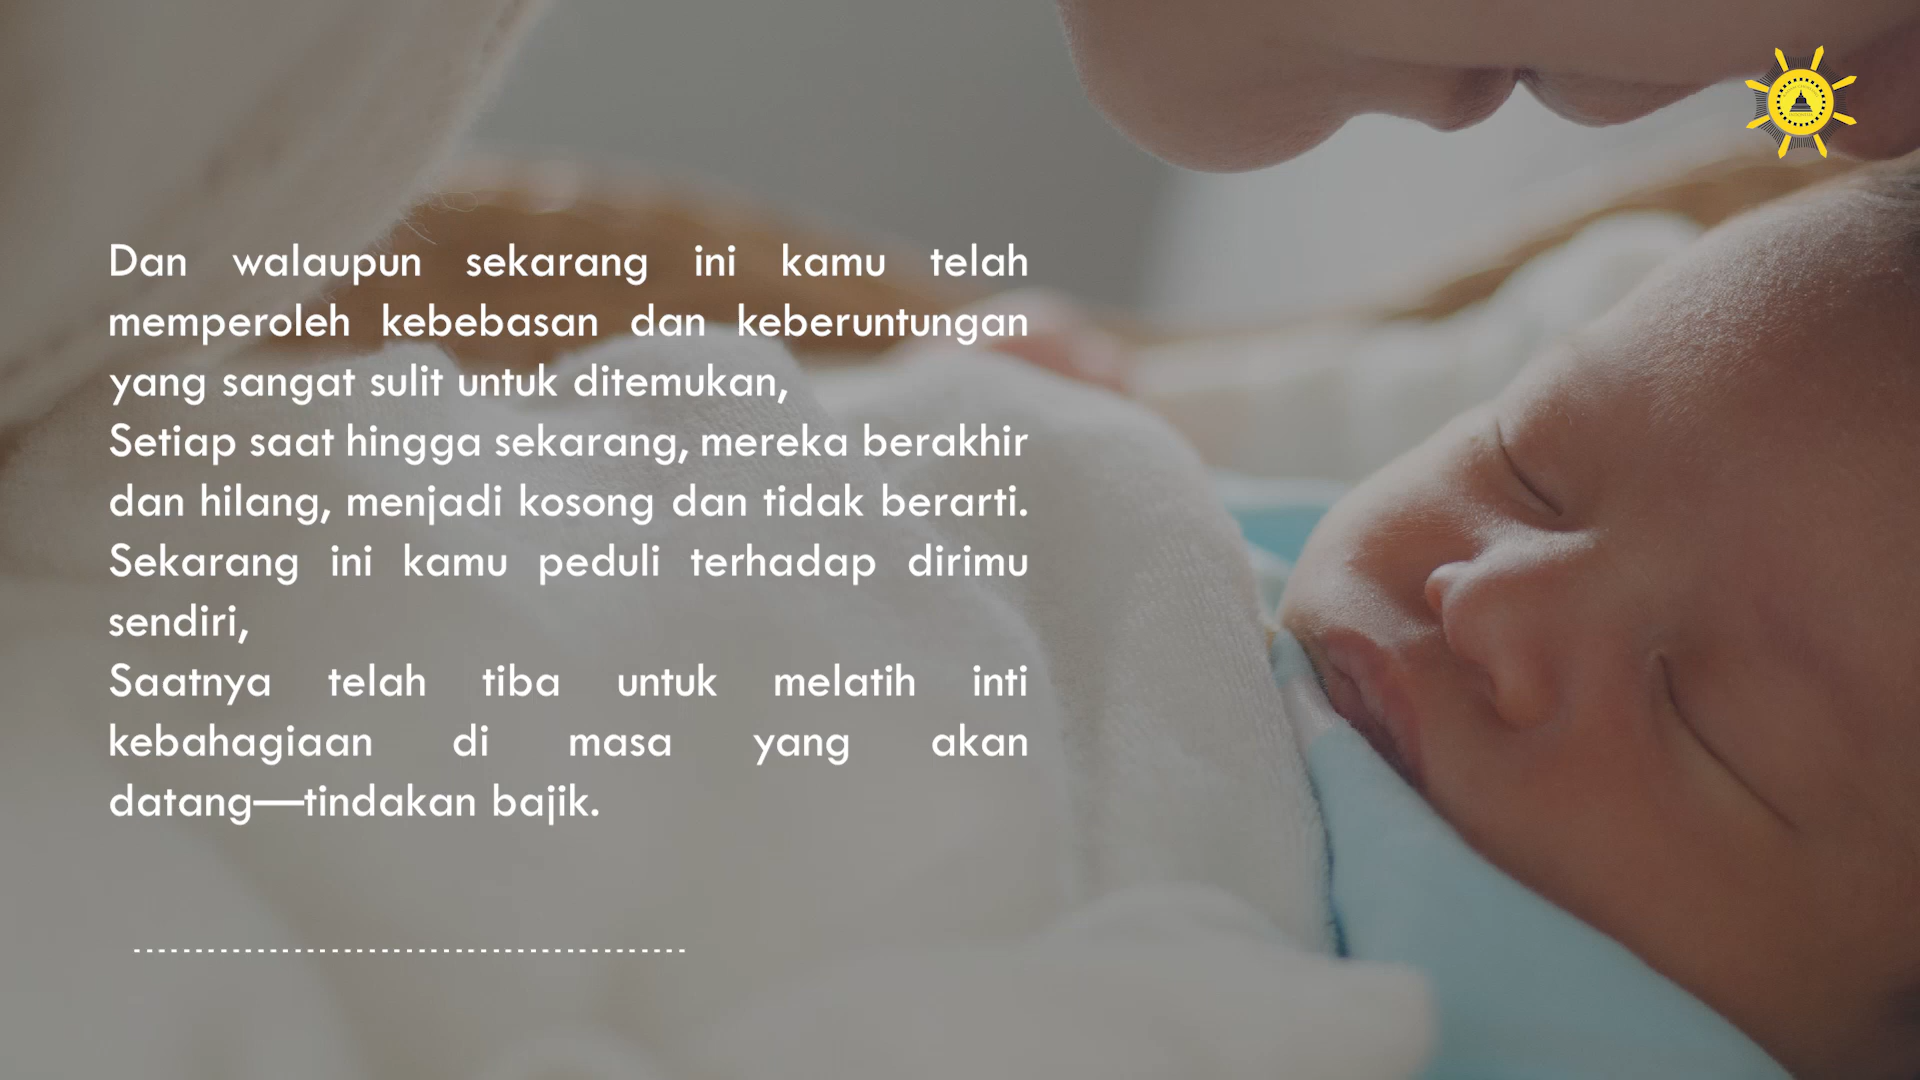 Dan walaupun sekarang ini kamu telah
memperoleh kebebasan dan keberuntungan
yang sangat sulit untuk ditemukan,
Setiap saat hingga sekarang, mereka berakhir
dan hilang, menjadi kosong dan tidak berarti.
Sekarang ini kamu peduli terhadap dirimu
sendiri,
Saatnya telah tiba untuk melatih inti
kebahagiaan di masa yang akan
datang—tindakan bajik.